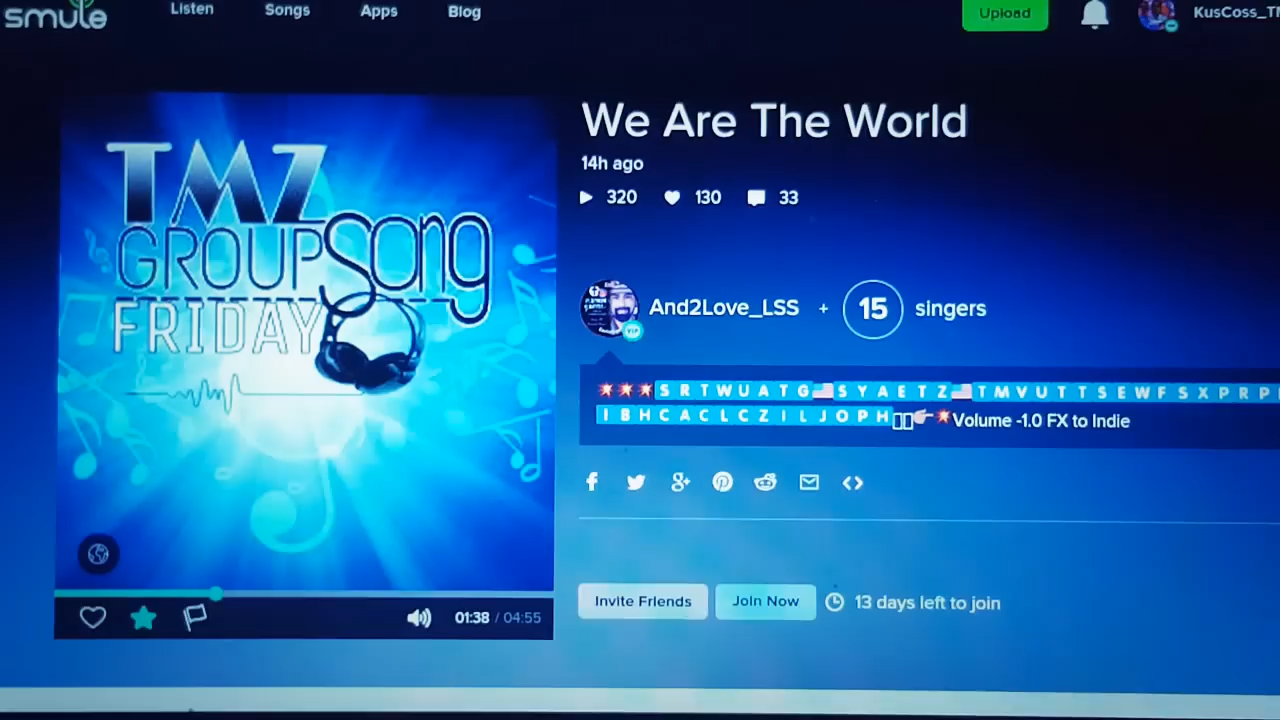 smule Listen Songs Apps Blog Upload
We Are The World
14h ago
320 130 33
TMZ
GROUP Song
FRIDAY
And2Love_LSS + 15 singers
S R T W U A T G S Y A E T Z T M V U T T S E W F S X P R P
I B H C A C L C Z I L J O P H Volume -1.0 FX to Indie
Invite Friends Join Now 13 days left to join
01:38 / 04:55